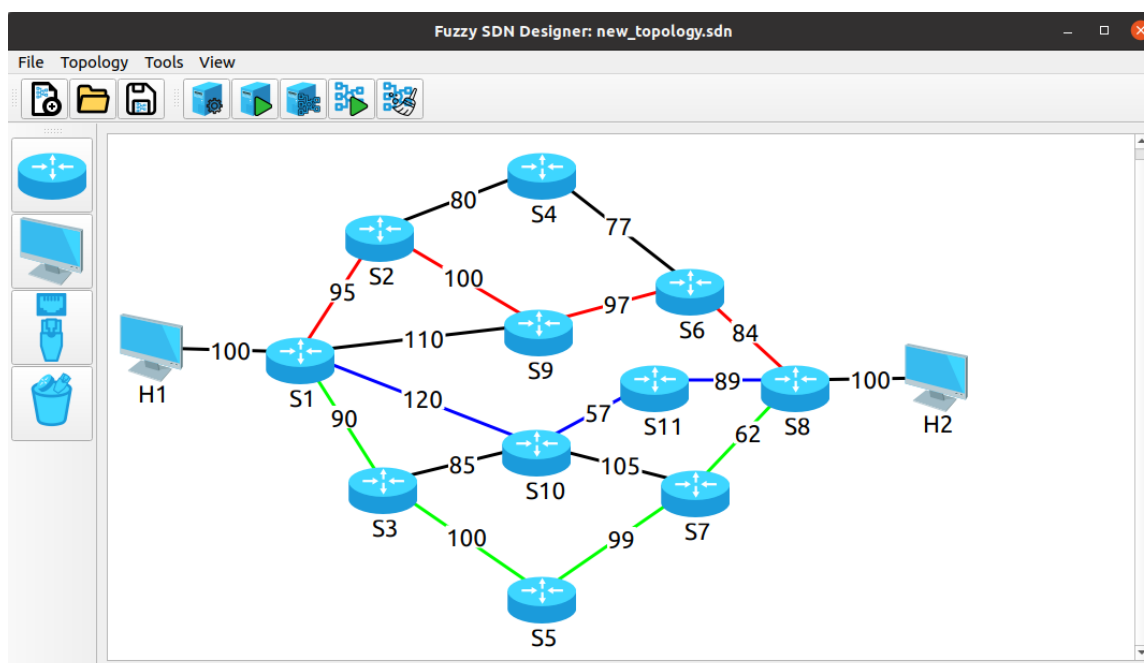 Fuzzy SDN Designer: new_topology.sdn
File Topology Tools View
80
S4
77
S2
95
100
97
S6
84
H1
100
S1
110
S9
120
57
S11
89
S8
100
H2
90
62
85
S10
105
S3
S7
100
99
S5